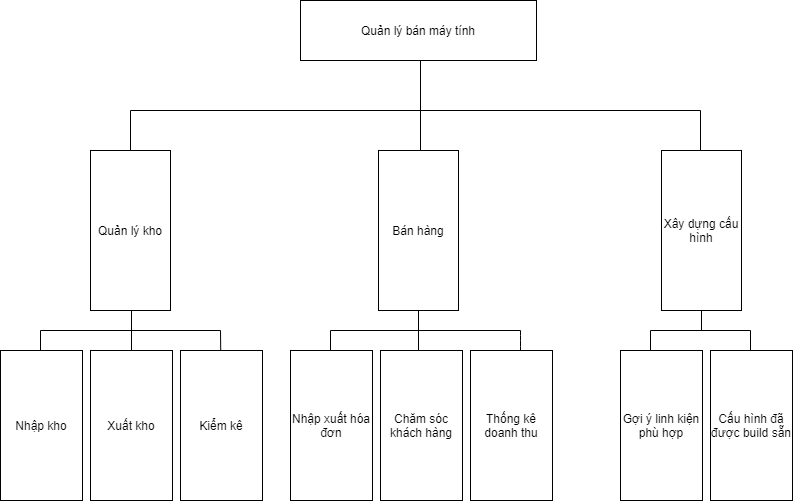 Quản lý bán máy tính
Quản lý kho
Bán hảng
Xây dựng cấu
hình
Nhập kho
Xuất kho
Kiểm kê
Nhập xuất hóa
đơn
Chăm sóc
khách hàng
Thống kê
doanh thu
Gợi ý linh kiện
phù hợp
Cấu hình đã
được build sẵn